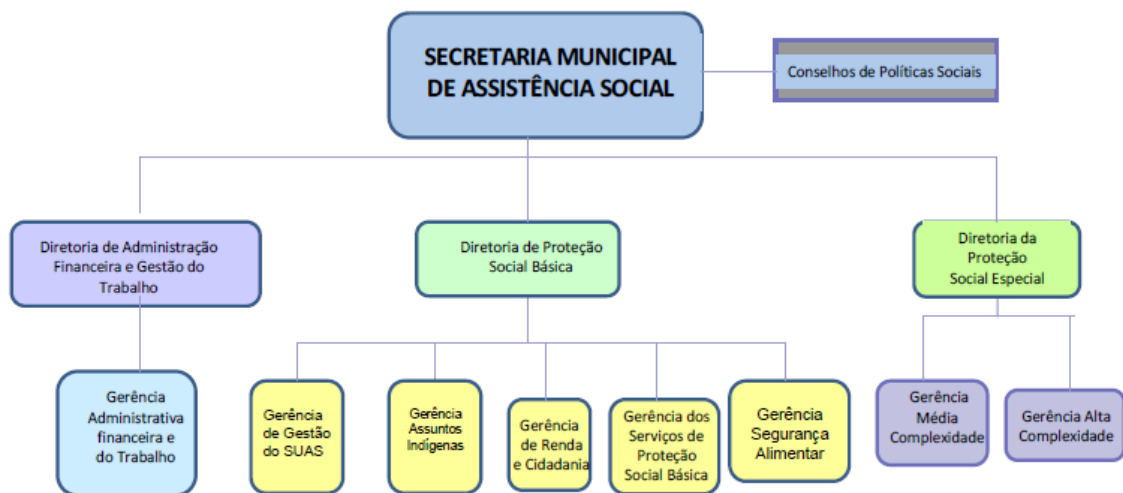 SECRETARIA MUNICIPAL
DE ASSISTÊNCIA SOCIAL
Conselhos de Políticas Sociais
Diretoria de Administração
Financeira e Gestão do
Trabalho
Diretoria de Proteção
Social Básica
Diretoria da
Proteção
Social Especial
Gerência
Administrativa
financeira e
do Trabalho
Gerência
de Gestão
do SUAS
Gerência
Assuntos
Indígenas
Gerência
de Renda
e Cidadania
Gerência dos
Serviços de
Proteção
Social Básica
Gerência
Segurança
Alimentar
Gerência
Média
Complexidade
Gerência Alta
Complexidade